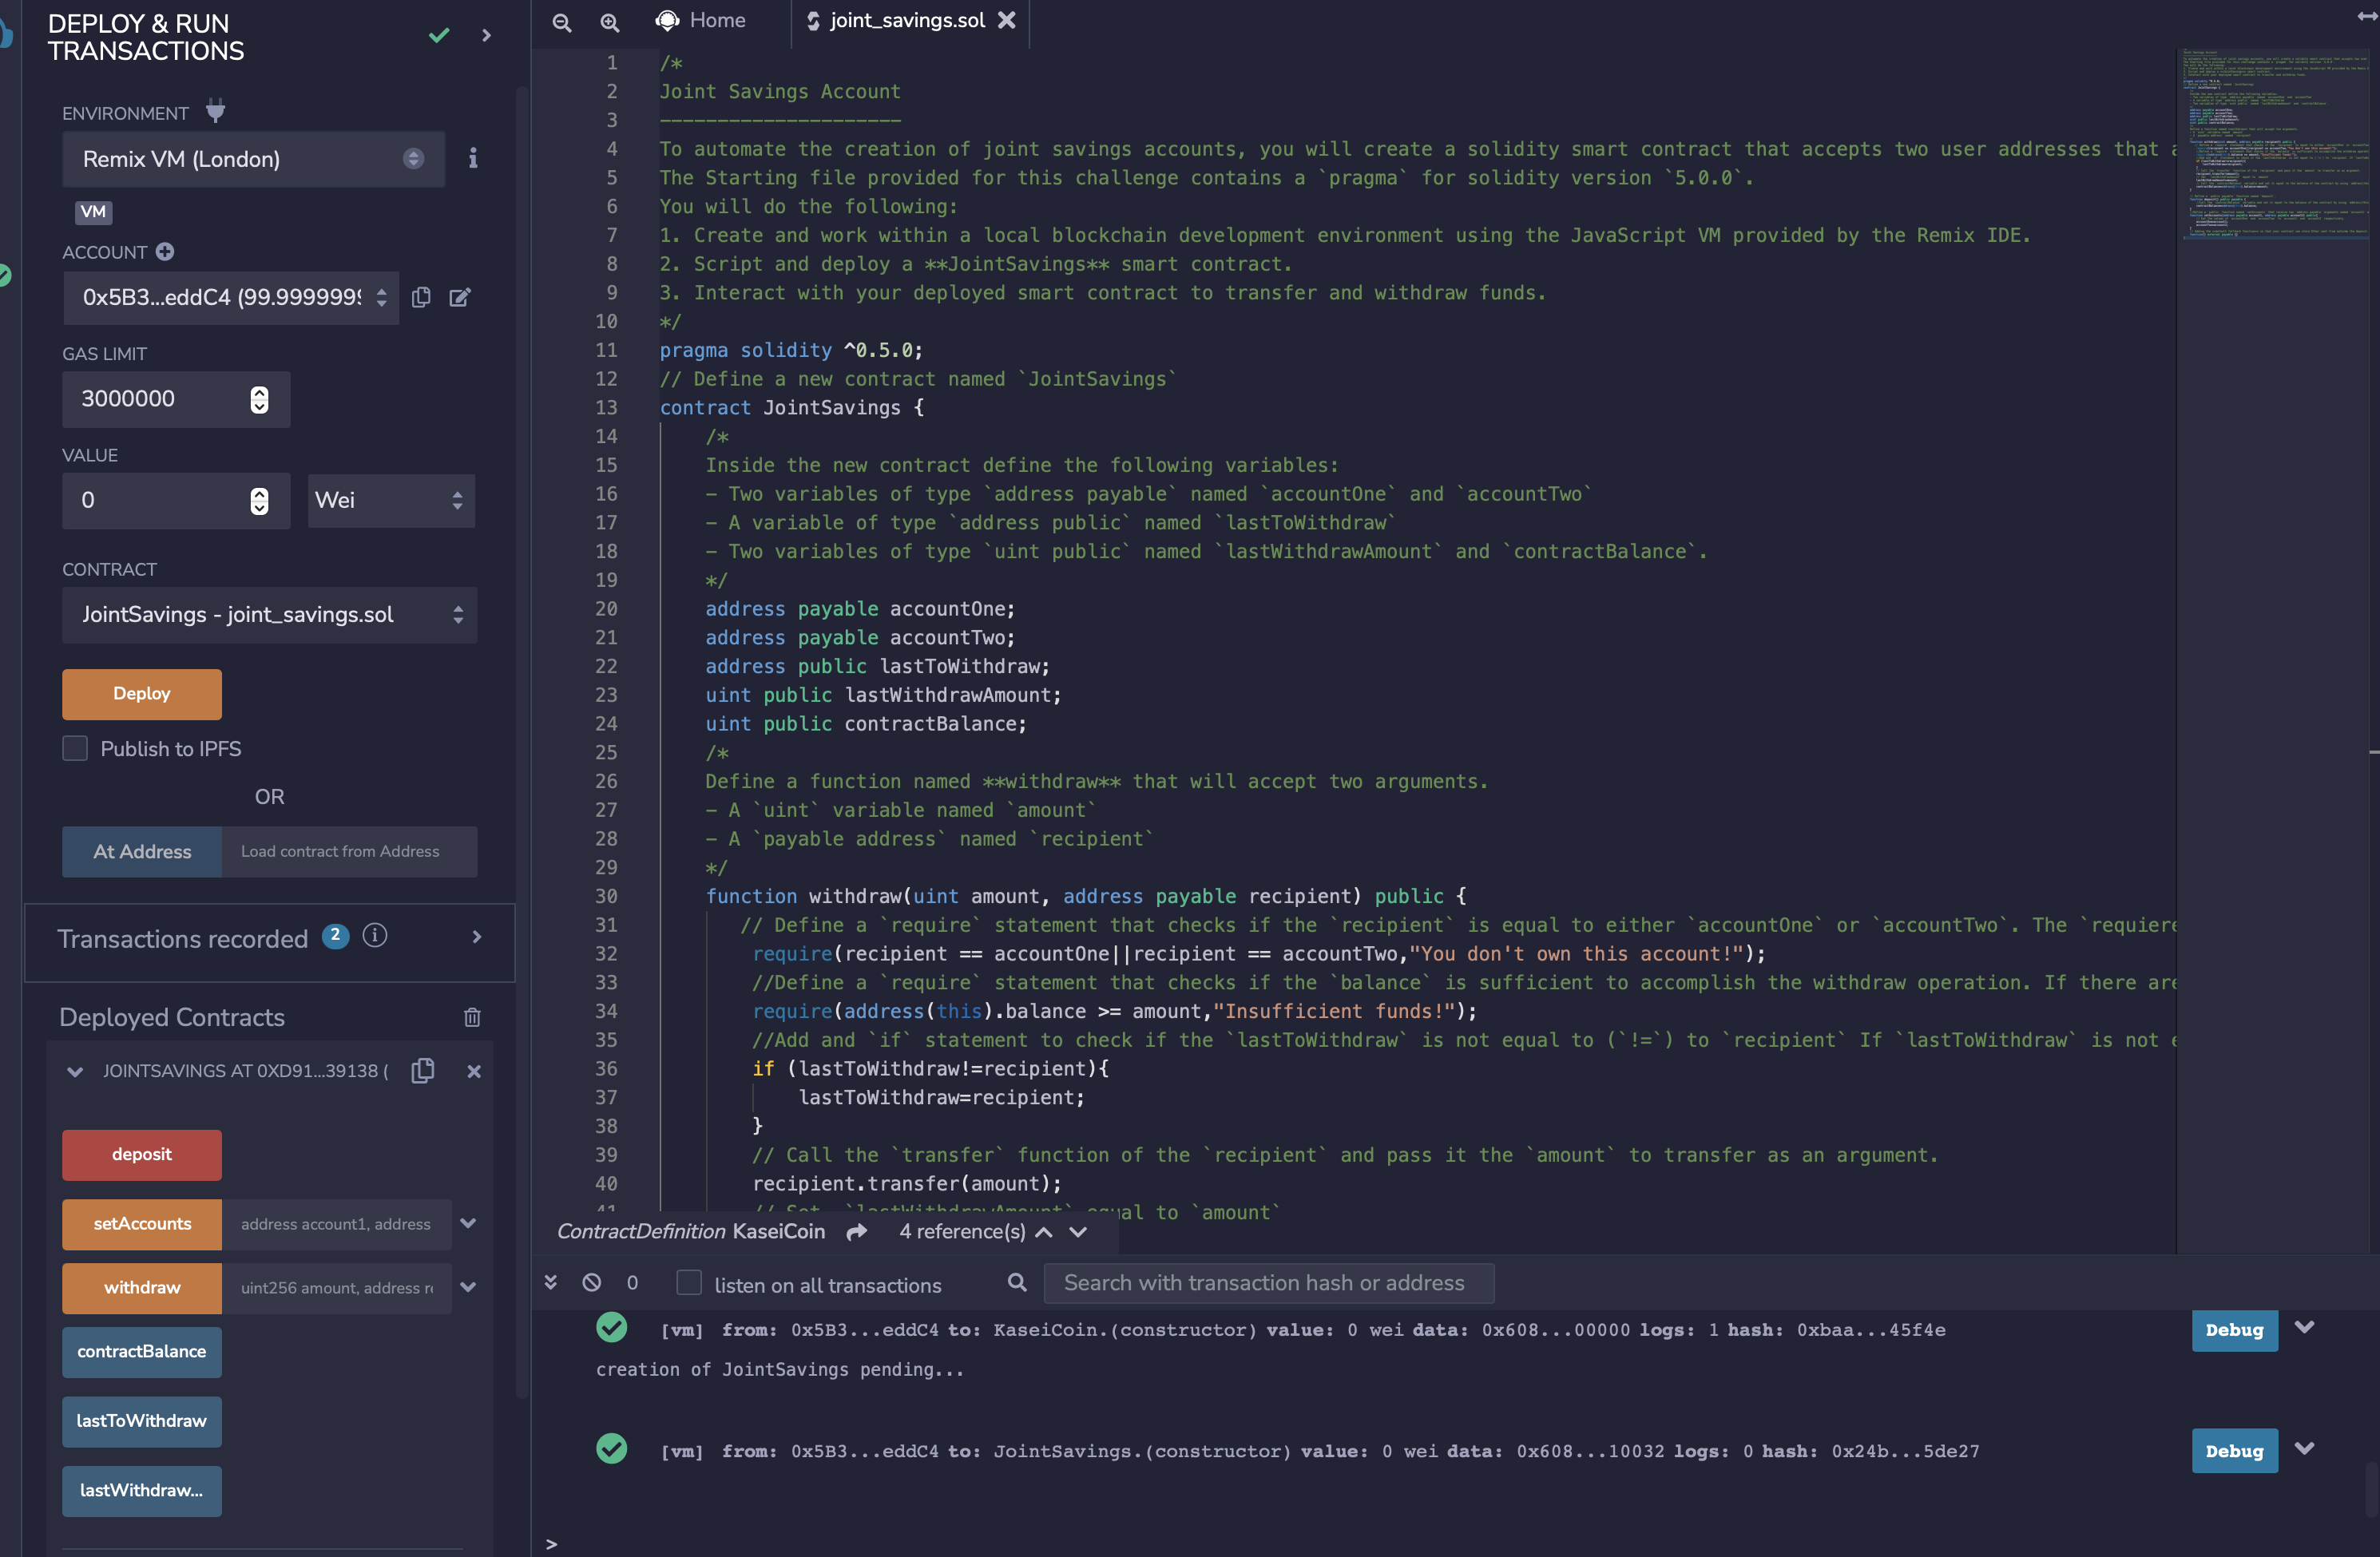 DEPLOY & RUN
TRANSACTIONS
ENVIRONMENT
Remix VM (London)
VM
ACCOUNT
0x5B3...eddC4 (99.9999999
GAS LIMIT
3000000
VALUE
0
Wei
CONTRACT
JointSavings - joint_savings.sol
Deploy
Publish to IPFS
OR
At Address
Load contract from Address
Transactions recorded 2 i
Deployed Contracts
JOINTSAVINGS AT 0XD91...39138 (
deposit
setAccounts
address account1, address
withdraw
uint256 amount, address re
contractBalance
lastToWithdraw
lastWithdraw...
Home
joint_savings.sol
1 /*
2 Joint Savings Account
3 ---------------------
4 To automate the creation of joint savings accounts, you will create a solidity smart contract that accepts two user addresses that a
5 The Starting file provided for this challenge contains a `pragma` for solidity version `5.0.0`.
6 You will do the following:
7 1. Create and work within a local blockchain development environment using the JavaScript VM provided by the Remix IDE.
8 2. Script and deploy a **JointSavings** smart contract.
9 3. Interact with your deployed smart contract to transfer and withdraw funds.
10 */
11 pragma solidity ^0.5.0;
12 // Define a new contract named `JointSavings`
13 contract JointSavings {
14 /*
15 Inside the new contract define the following variables:
16 - Two variables of type `address payable` named `accountOne` and `accountTwo`
17 - A variable of type `address public` named `lastToWithdraw`
18 - Two variables of type `uint public` named `lastWithdrawAmount` and `contractBalance`.
19 */
20 address payable accountOne;
21 address payable accountTwo;
22 address public lastToWithdraw;
23 uint public lastWithdrawAmount;
24 uint public contractBalance;
25 /*
26 Define a function named **withdraw** that will accept two arguments.
27 - A `uint` variable named `amount`
28 - A `payable address` named `recipient`
29 */
30 function withdraw(uint amount, address payable recipient) public {
31 // Define a `require` statement that checks if the `recipient` is equal to either `accountOne` or `accountTwo`. The `requiere
32 require(recipient == accountOne||recipient == accountTwo,"You don't own this account!");
33 //Define a `require` statement that checks if the `balance` is sufficient to accomplish the withdraw operation. If there are
34 require(address(this).balance >= amount,"Insufficient funds!");
35 //Add and `if` statement to check if the `lastToWithdraw` is not equal to (`!=`) to `recipient` If `lastToWithdraw` is not e
36 if (lastToWithdraw!=recipient){
37 lastToWithdraw=recipient;
38 }
39 // Call the `transfer` function of the `recipient` and pass it the `amount` to transfer as an argument.
40 recipient.transfer(amount);
41 // Set `lastWithdrawAmount` equal to `amount`
ContractDefinition KaseiCoin 4 reference(s)
0 listen on all transactions Search with transaction hash or address
[vm] from: 0x5B3...eddC4 to: KaseiCoin.(constructor) value: 0 wei data: 0x608...00000 logs: 1 hash: 0xbaa...45f4e
Debug
creation of JointSavings pending...
[vm] from: 0x5B3...eddC4 to: JointSavings.(constructor) value: 0 wei data: 0x608...10032 logs: 0 hash: 0x24b...5de27
Debug
>